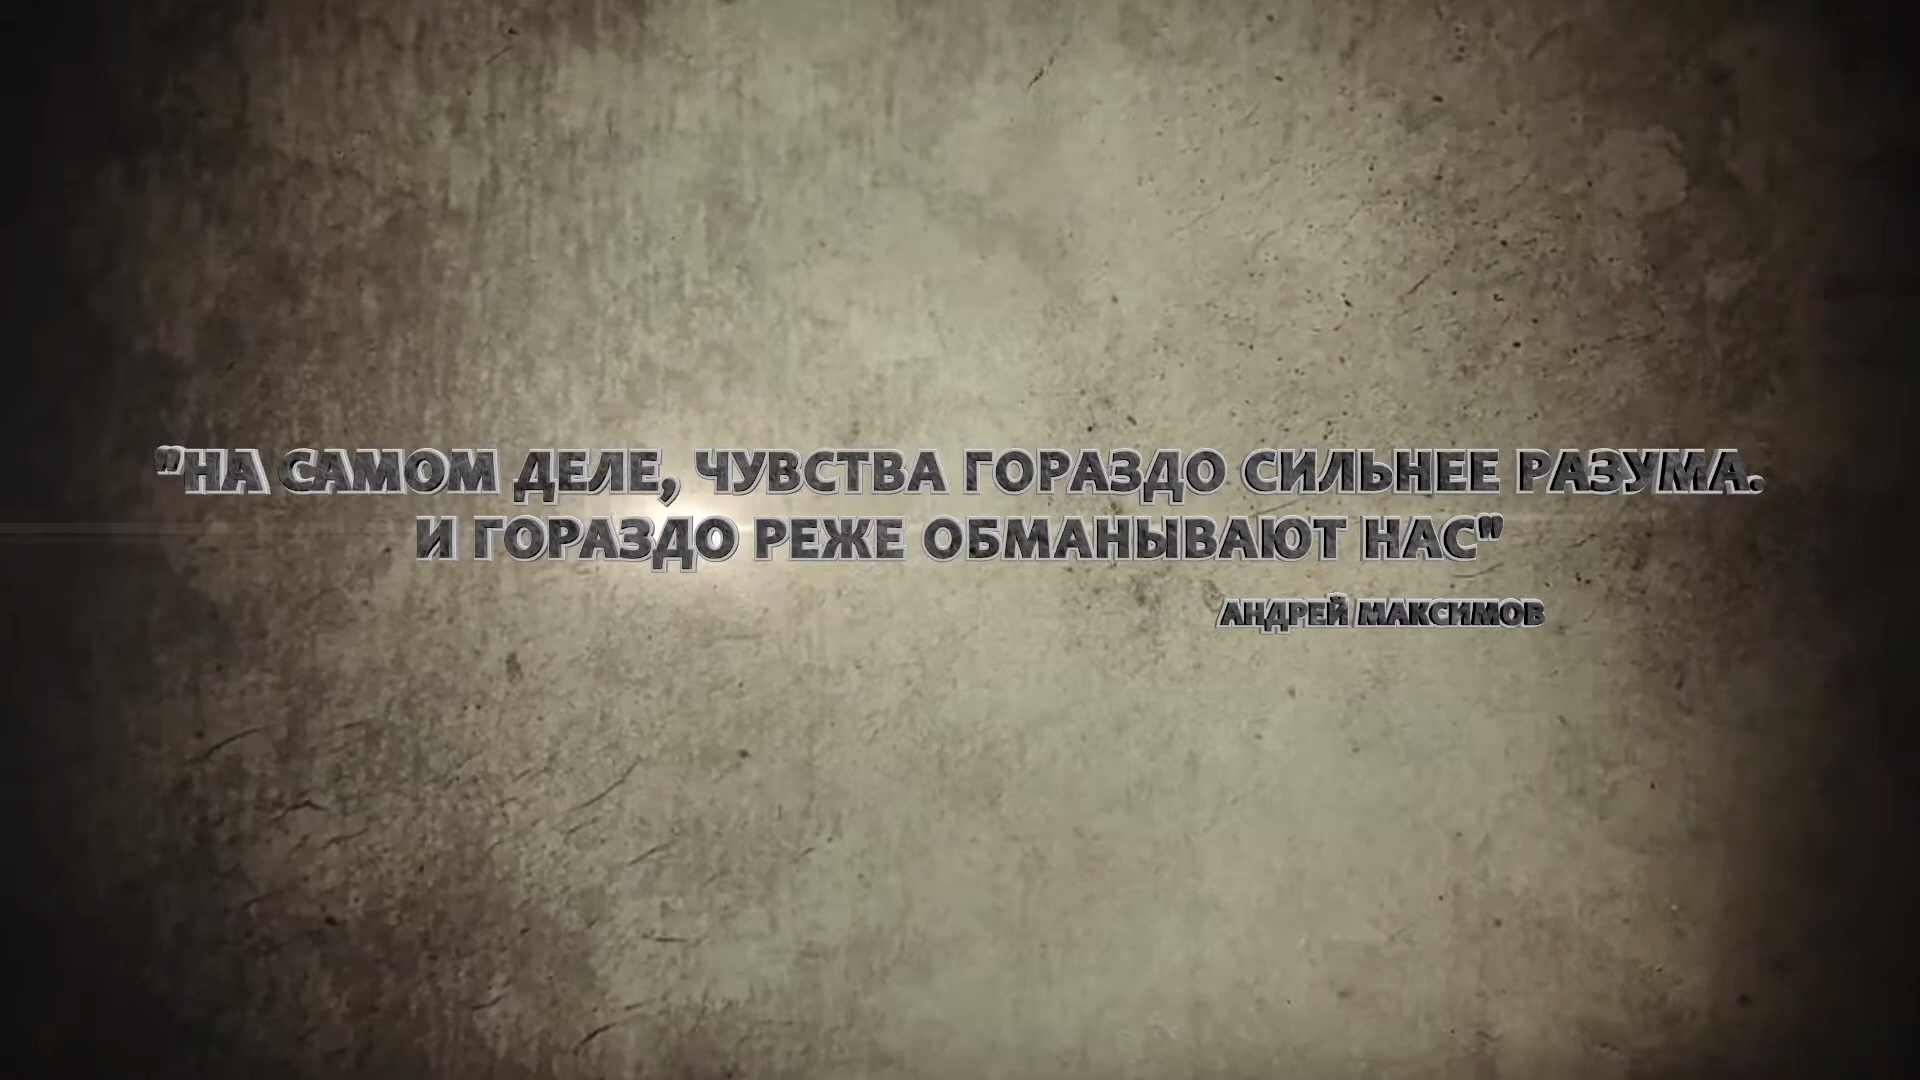 "НА САМОМ ДЕЛЕ, ЧУВСТВА ГОРАЗДО СИЛЬНЕЕ РАЗУМА.
И ГОРАЗДО РЕЖЕ ОБМАНЫВАЮТ НАС"
АНДРЕЙ МАКСИМОВ